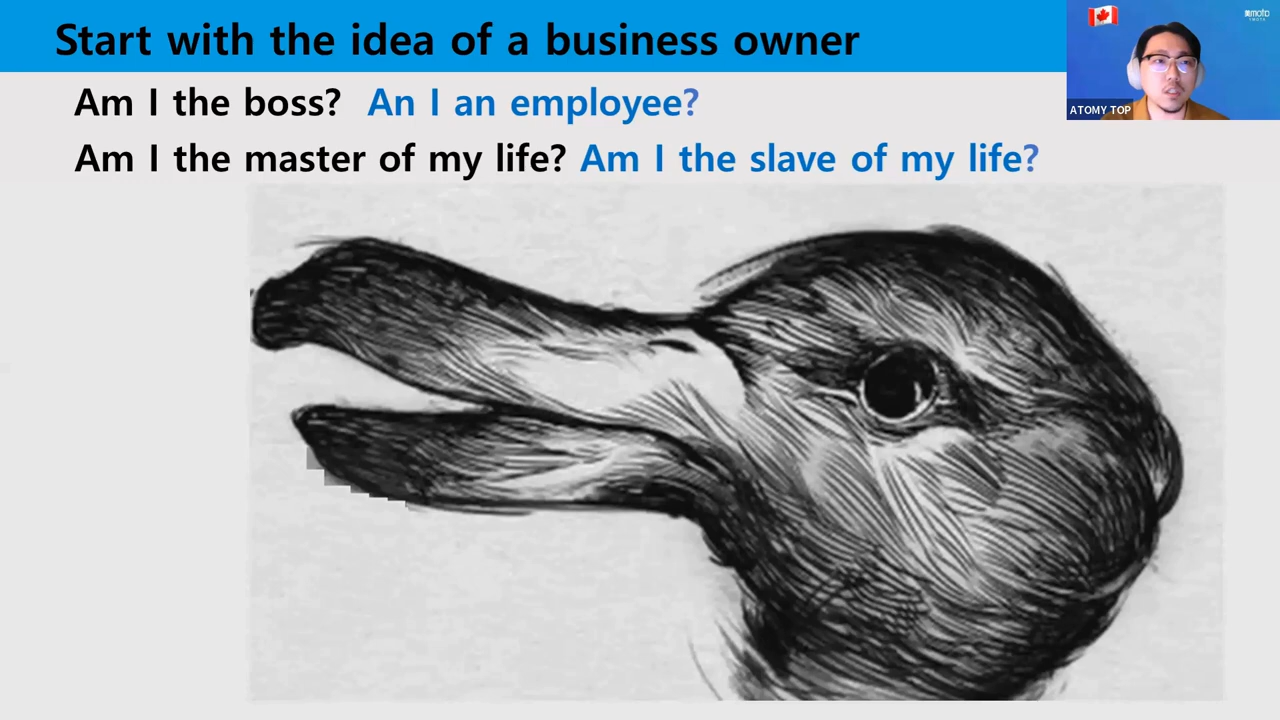 Start with the idea of a business owner
Am I the boss? An I an employee?
Am I the master of my life? Am I the slave of my life?
ATOMY TOP